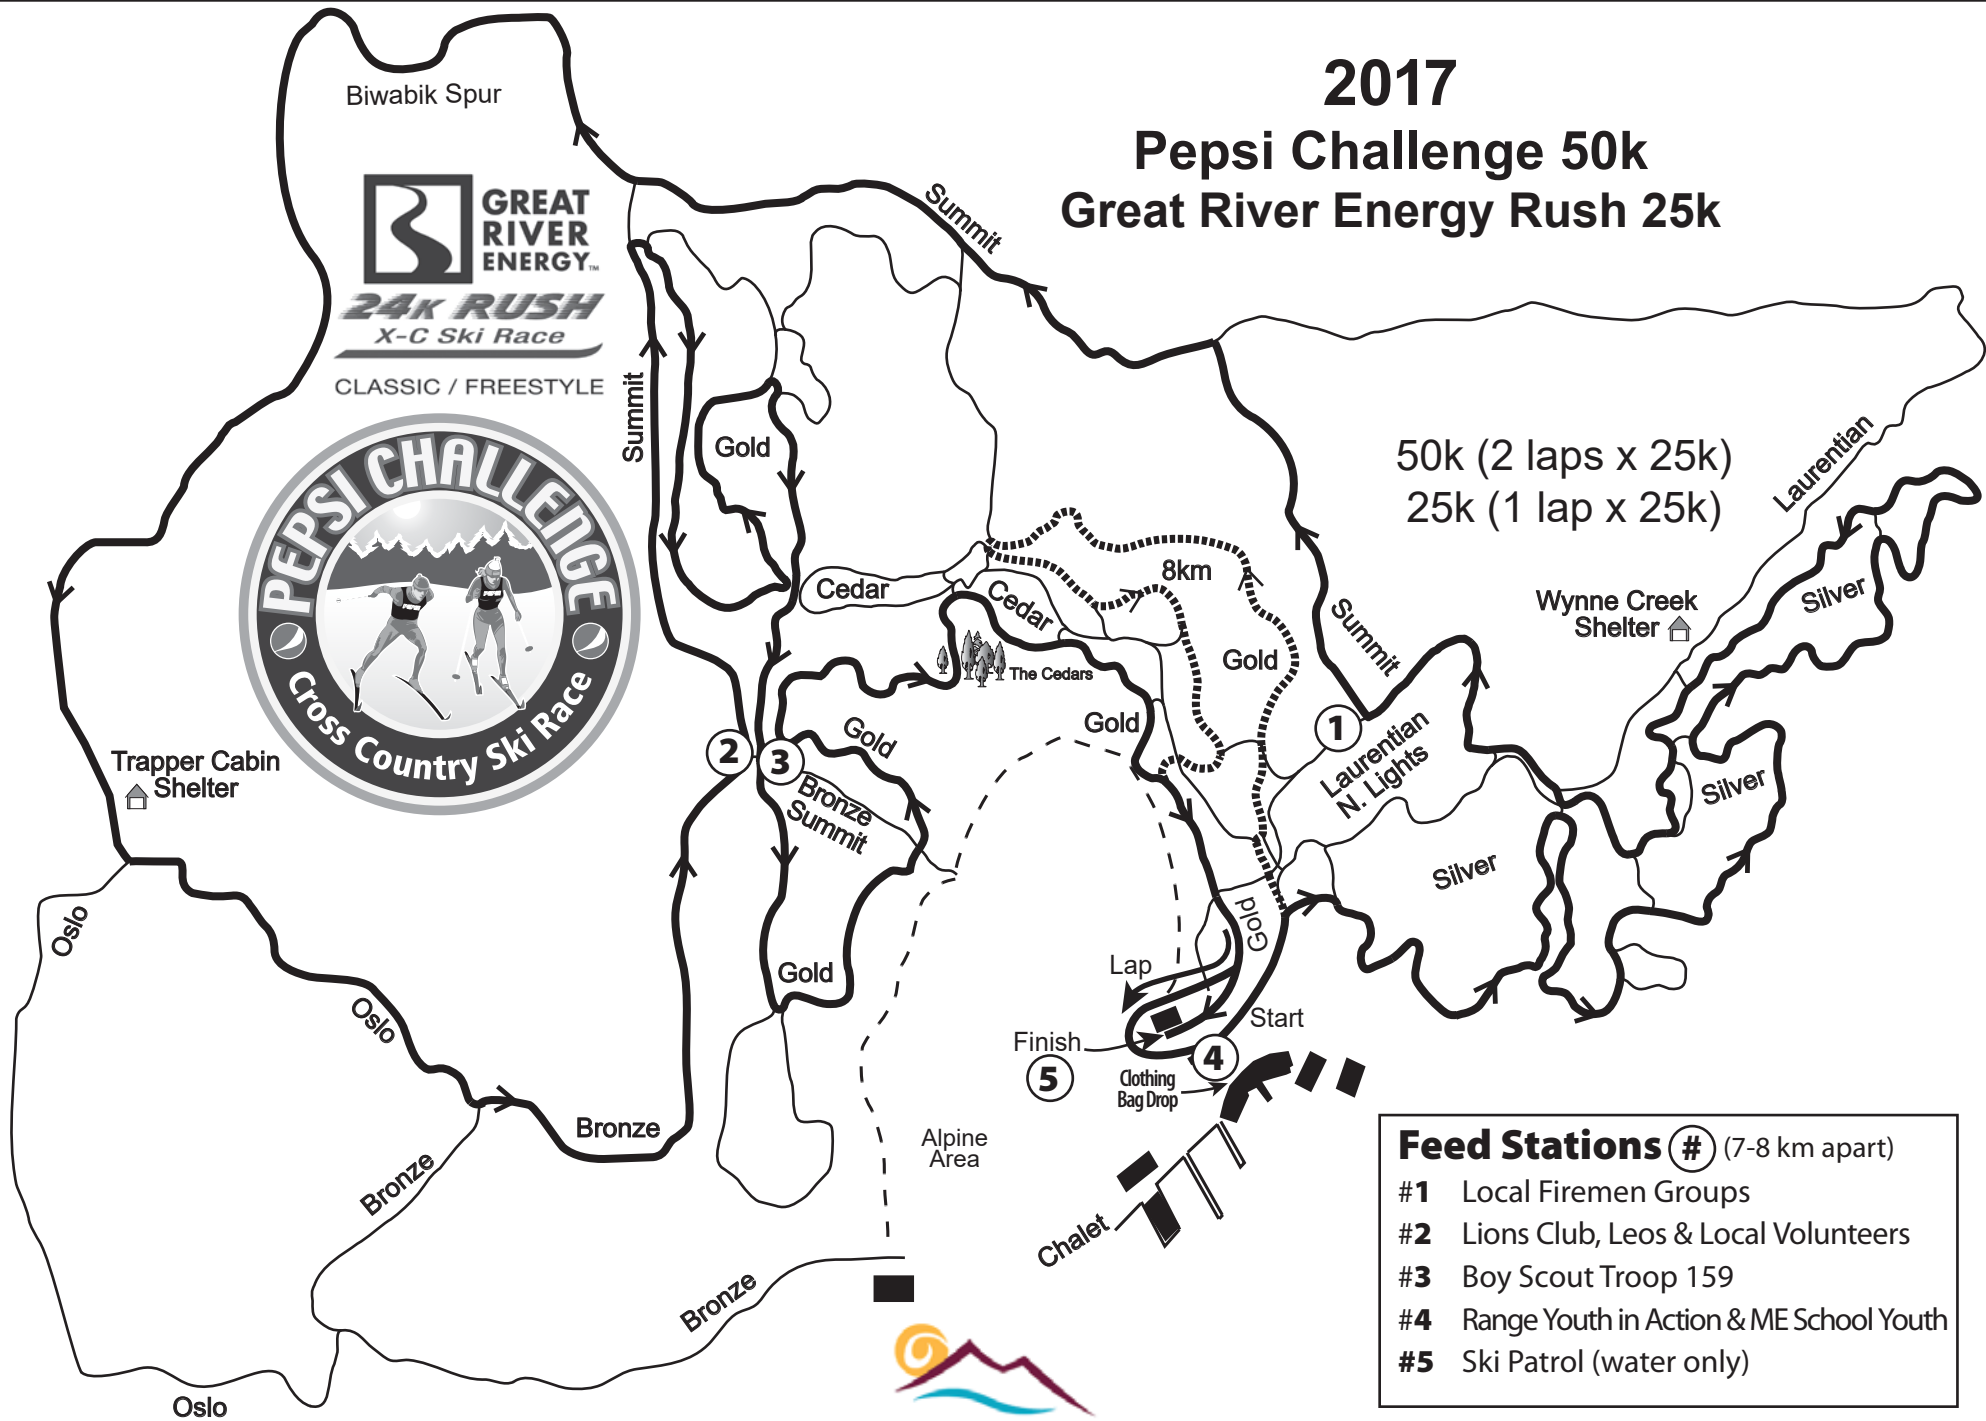 2017
Pepsi Challenge 50k
Great River Energy Rush 25k
Biwabik Spur
GREAT
RIVER
ENERGY™
24K RUSH
X-C Ski Race
CLASSIC / FREESTYLE
PEPSI CHALLENGE
Cross Country Ski Race
50k (2 laps x 25k)
25k (1 lap x 25k)
Summit
Summit
Gold
Laurentian
Cedar
Cedar
8km
Wynne Creek
Shelter
Silver
Summit
The Cedars
Gold
Gold
Gold
1
2
3
Laurentian
N. Lights
Trapper Cabin
Shelter
Bronze
Summit
Silver
Silver
Oslo
Gold
Gold
Lap
Oslo
Start
Finish
4
5
Clothing
Bag Drop
Bronze
Bronze
Alpine
Area
Chalet
Bronze
Oslo
Feed Stations # (7-8 km apart)
#1 Local Firemen Groups
#2 Lions Club, Leos & Local Volunteers
#3 Boy Scout Troop 159
#4 Range Youth in Action & ME School Youth
#5 Ski Patrol (water only)